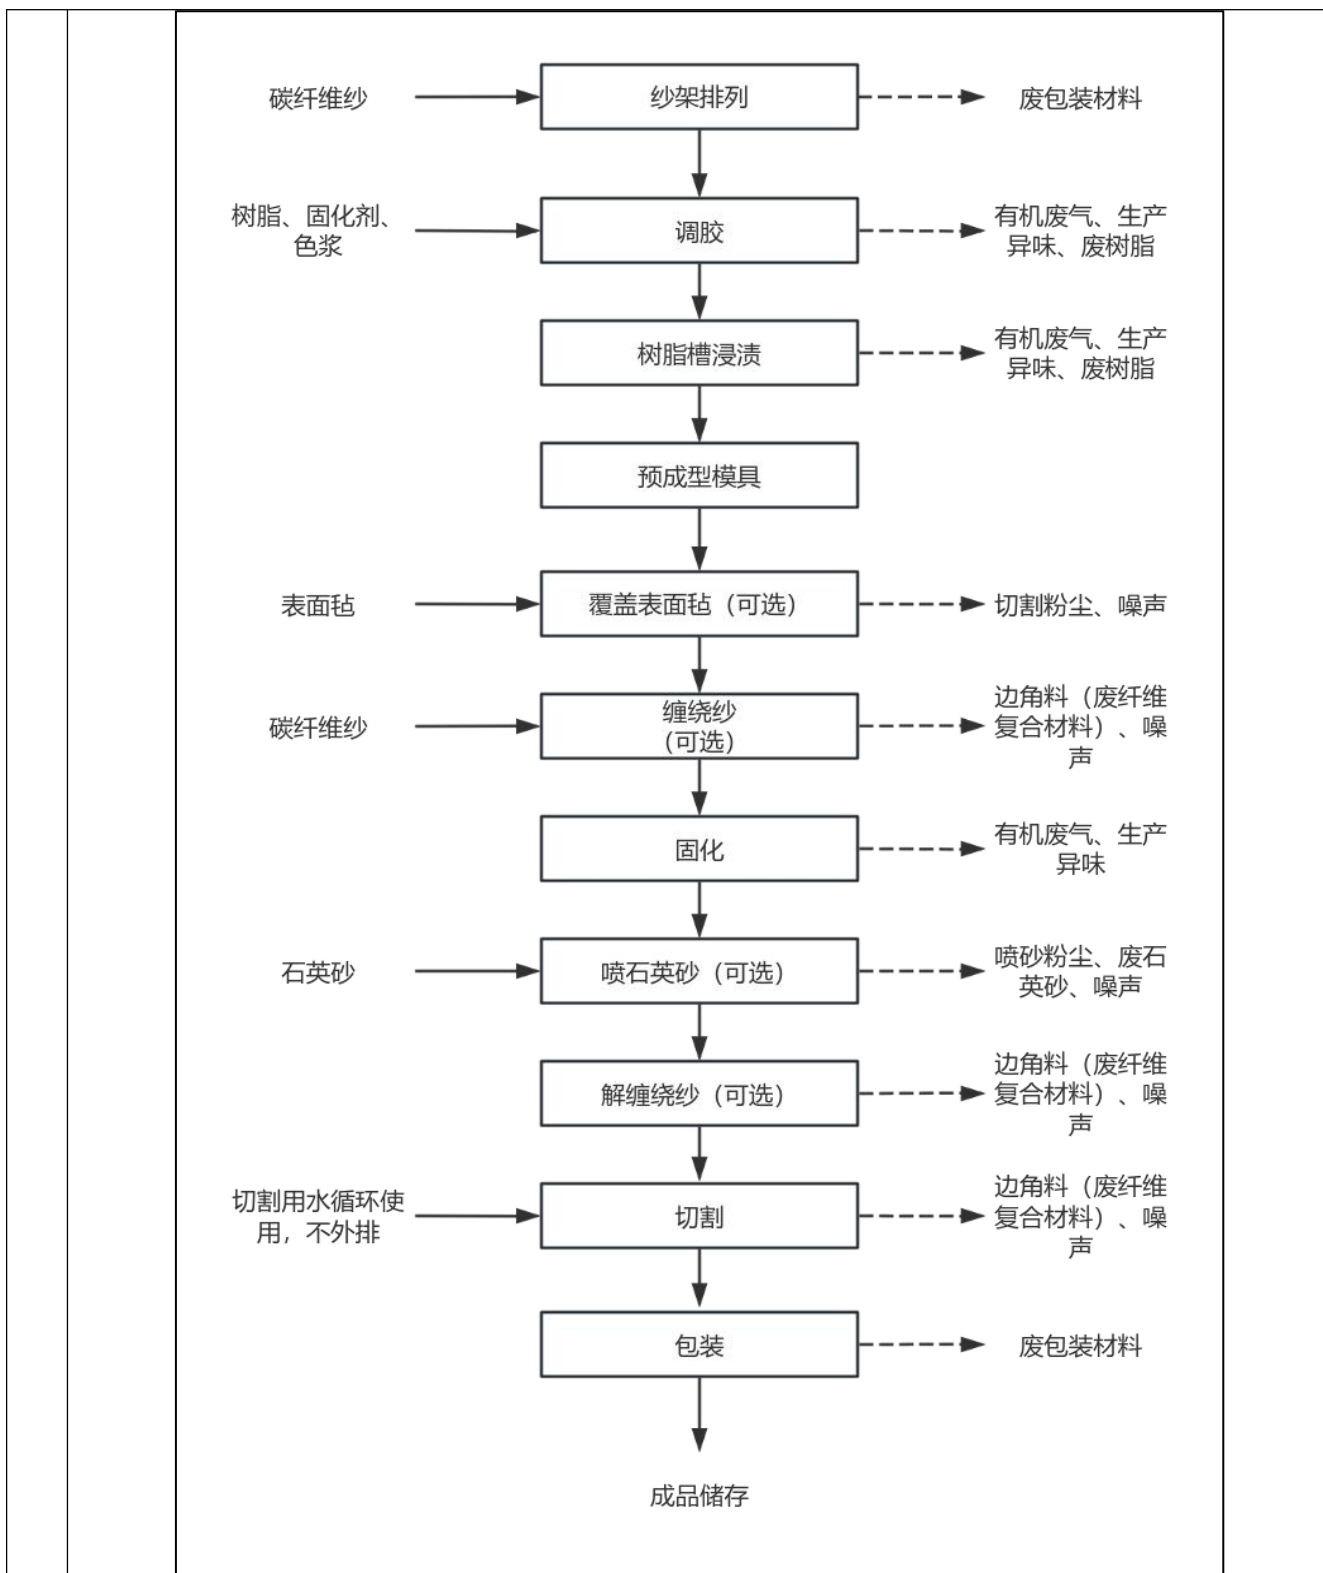 碳纤维纱
纱架排列
废包装材料
树脂、固化剂、
色浆
调胶
有机废气、生产
异味、废树脂
树脂槽浸渍
有机废气、生产
异味、废树脂
预成型模具
表面毡
覆盖表面毡（可选）
切割粉尘、噪声
碳纤维纱
缠绕纱
（可选）
边角料（废纤维
复合材料）、噪
声
固化
有机废气、生产
异味
石英砂
喷石英砂（可选）
喷砂粉尘、废石
英砂、噪声
解缠绕纱（可选）
边角料（废纤维
复合材料）、噪
声
切割用水循环使
用，不外排
切割
边角料（废纤维
复合材料）、噪
声
包装
废包装材料
成品储存